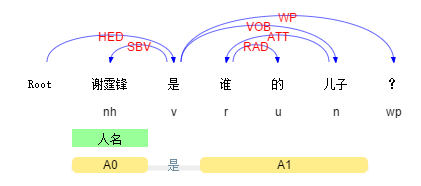 WP
VOB
HED ATT
SBV RAD
Root 谢霆锋 是 谁 的 儿子 ?
nh v r u n wp
人名
A0 是 A1